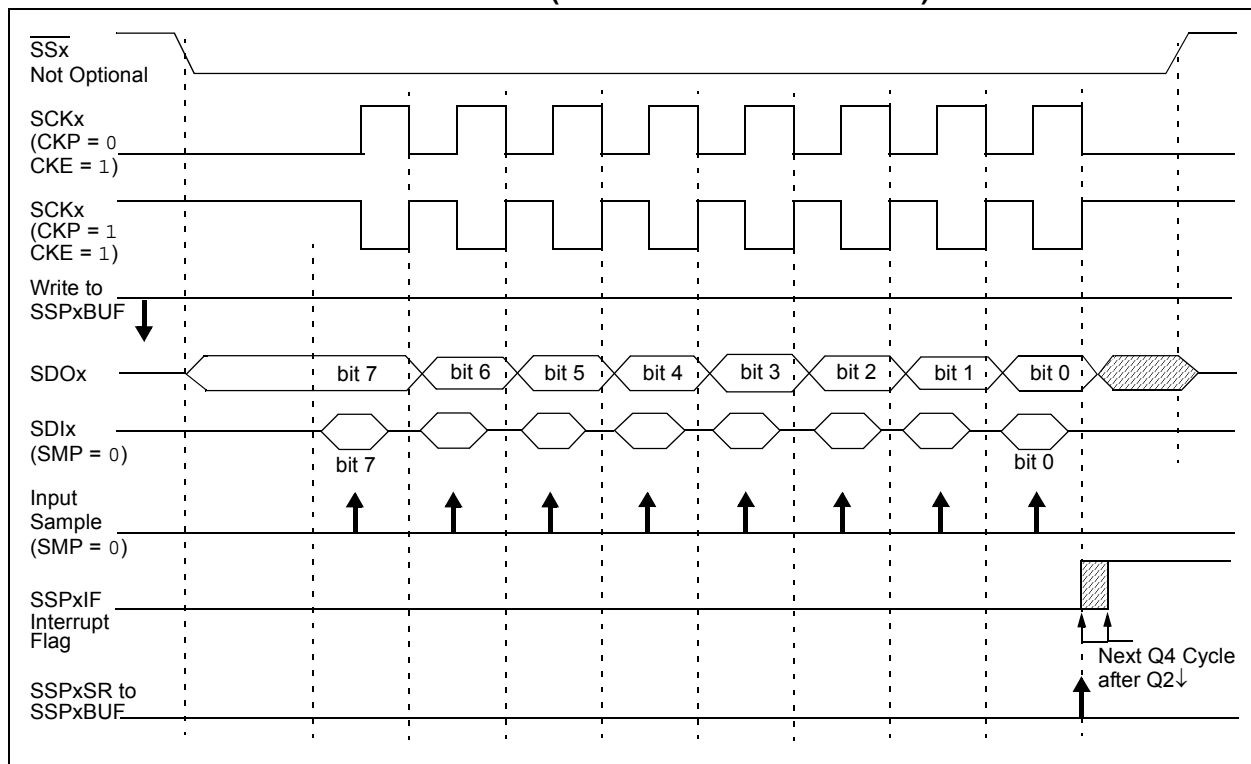 SSx
Not Optional
SCKx
(CKP = 0
CKE = 1)
SCKx
(CKP = 1
CKE = 1)
Write to
SSPxBUF
SDOx
bit 7
bit 6
bit 5
bit 4
bit 3
bit 2
bit 1
bit 0
SDIx
(SMP = 0)
bit 7
bit 0
Input
Sample
(SMP = 0)
SSPxIF
Interrupt
Flag
Next Q4 Cycle
after Q2↓
SSPxSR to
SSPxBUF